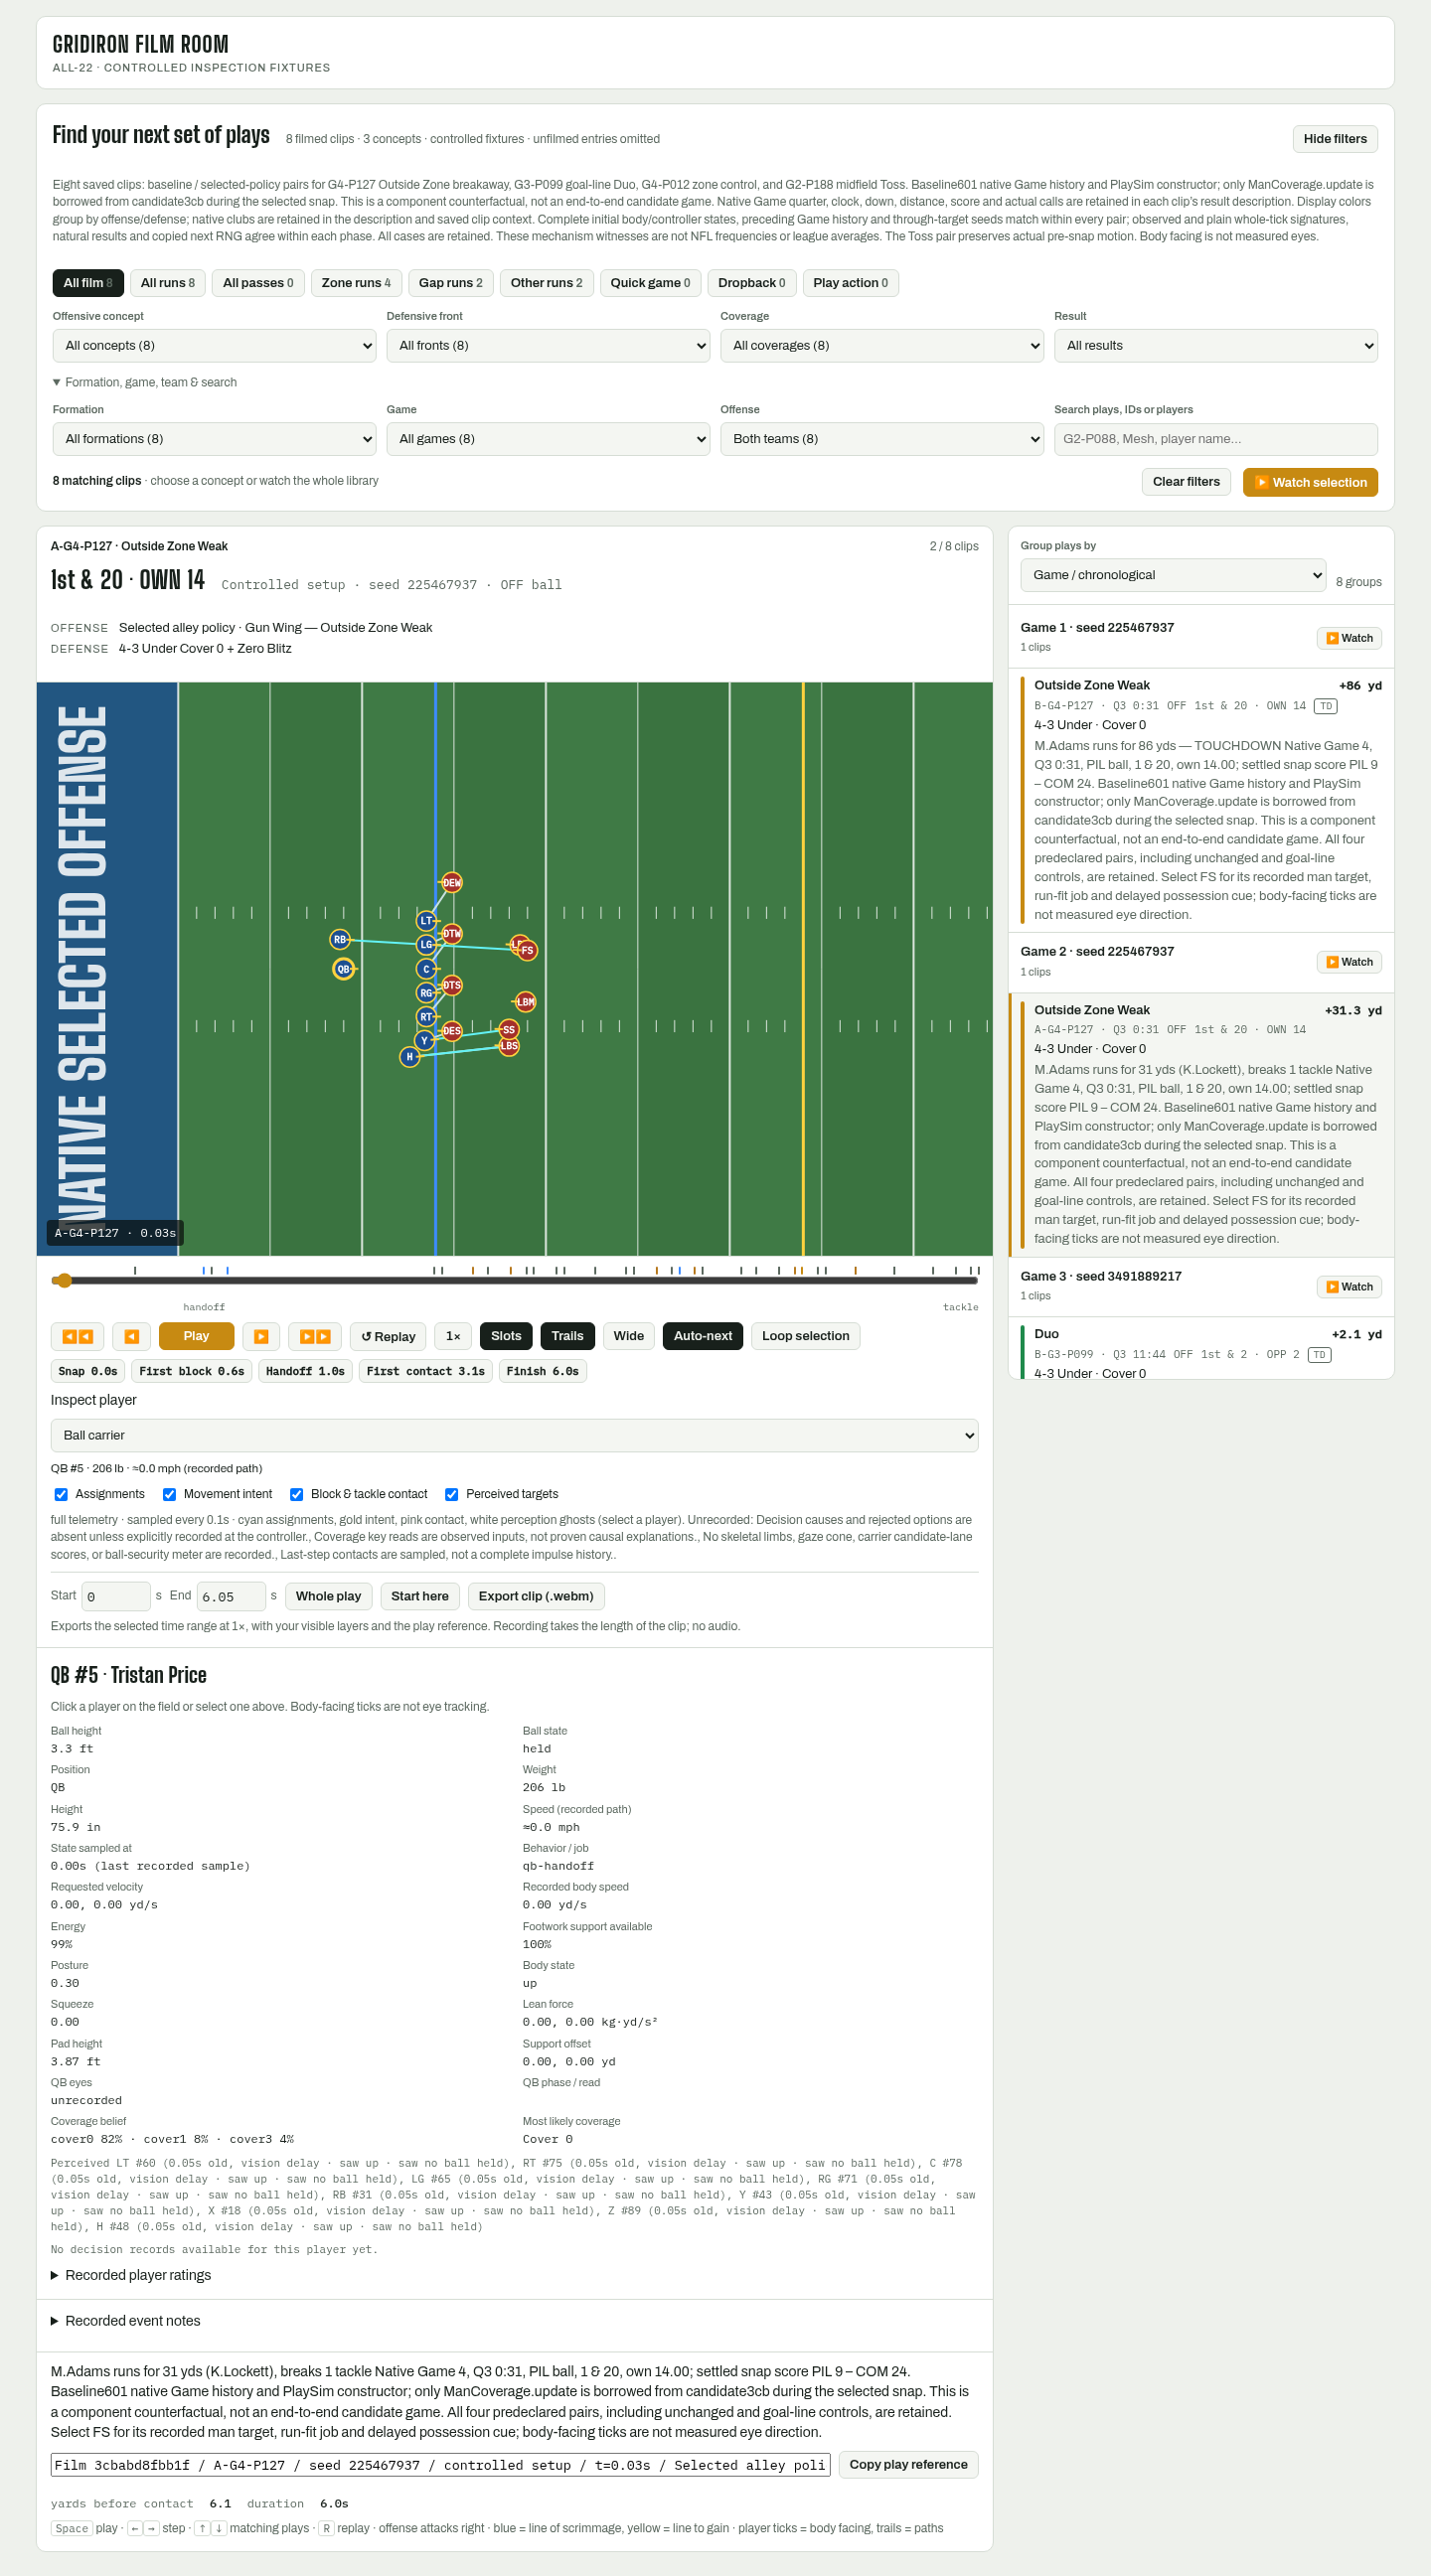 GRIDIRON FILM ROOM
ALL-22 · CONTROLLED INSPECTION FIXTURES
Find your next set of plays
8 filmed clips · 3 concepts · controlled fixtures · unfilmed entries omitted
Hide filters
Eight saved clips: baseline / selected-policy pairs for G4-P127 Outside Zone breakaway, G3-P099 goal-line Duo, G4-P012 zone control, and G2-P188 midfield Toss. Baseline601 native Game history and PlaySim constructor; only ManCoverage.update is
borrowed from candidate3cb during the selected snap. This is a component counterfactual, not an end-to-end candidate game. Native Game quarter, clock, down, distance, score and actual calls are retained in each clip's result description. Display colors
group by offense/defense; native clubs are retained in the description and saved clip context. Complete initial body/controller states, preceding Game history and through-target seeds match within every pair; observed and plain whole-tick signatures,
natural results and copied next RNG agree within each phase. All cases are retained. These mechanism witnesses are not NFL frequencies or league averages. The Toss pair preserves actual pre-snap motion. Body facing is not measured eyes.
All film 8
All runs 8
All passes 0
Zone runs 4
Gap runs 2
Other runs 2
Quick game 0
Dropback 0
Play action 0
Offensive concept
Defensive front
Coverage
Result
All concepts (8)
All fronts (8)
All coverages (8)
All results
▼ Formation, game, team & search
Formation
Game
Offense
Search plays, IDs or players
All formations (8)
All games (8)
Both teams (8)
G2-P088, Mesh, player name...
8 matching clips · choose a concept or watch the whole library
Clear filters
▶ Watch selection
A-G4-P127 · Outside Zone Weak
2 / 8 clips
1st & 20 · OWN 14
Controlled setup · seed 225467937 · OFF ball
OFFENSE Selected alley policy · Gun Wing — Outside Zone Weak
DEFENSE 4-3 Under Cover 0 + Zero Blitz
NATIVE SELECTED OFFENSE
DEW
LT
DTW
RB
LG
FS
QB
C
DTS
RG
LBM
RT
SS
DES
Y
LBS
H
A-G4-P127 · 0.03s
handoff
tackle
Play
↺ Replay
1×
Slots
Trails
Wide
Auto-next
Loop selection
Snap 0.0s
First block 0.6s
Handoff 1.0s
First contact 3.1s
Finish 6.0s
Inspect player
Ball carrier
QB #5 · 206 lb · ≈0.0 mph (recorded path)
Assignments
Movement intent
Block & tackle contact
Perceived targets
full telemetry · sampled every 0.1s · cyan assignments, gold intent, pink contact, white perception ghosts (select a player). Unrecorded: Decision causes and rejected options are
absent unless explicitly recorded at the controller., Coverage key reads are observed inputs, not proven causal explanations., No skeletal limbs, gaze cone, carrier candidate-lane
scores, or ball-security meter are recorded., Last-step contacts are sampled, not a complete impulse history..
Start 0 s End 6.05 s
Whole play
Start here
Export clip (.webm)
Exports the selected time range at 1×, with your visible layers and the play reference. Recording takes the length of the clip; no audio.
QB #5 · Tristan Price
Click a player on the field or select one above. Body-facing ticks are not eye tracking.
Ball height
Ball state
3.3 ft
held
Position
Weight
QB
206 lb
Height
Speed (recorded path)
75.9 in
≈0.0 mph
State sampled at
Behavior / job
0.00s (last recorded sample)
qb-handoff
Requested velocity
Recorded body speed
0.00, 0.00 yd/s
0.00 yd/s
Energy
Footwork support available
99%
100%
Posture
Body state
0.30
up
Squeeze
Lean force
0.00
0.00, 0.00 kg·yd/s²
Pad height
Support offset
3.87 ft
0.00, 0.00 yd
QB eyes
QB phase / read
unrecorded
Coverage belief
Most likely coverage
cover0 82% · cover1 8% · cover3 4%
Cover 0
Perceived LT #60 (0.05s old, vision delay · saw up · saw no ball held), RT #75 (0.05s old, vision delay · saw up · saw no ball held), C #78
(0.05s old, vision delay · saw up · saw no ball held), LG #65 (0.05s old, vision delay · saw up · saw no ball held), RG #71 (0.05s old,
vision delay · saw up · saw no ball held), RB #31 (0.05s old, vision delay · saw up · saw no ball held), Y #43 (0.05s old, vision delay · saw
up · saw no ball held), X #18 (0.05s old, vision delay · saw up · saw no ball held), Z #89 (0.05s old, vision delay · saw up · saw no ball
held), H #48 (0.05s old, vision delay · saw up · saw no ball held)
No decision records available for this player yet.
▶ Recorded player ratings
▶ Recorded event notes
M.Adams runs for 31 yds (K.Lockett), breaks 1 tackle Native Game 4, Q3 0:31, PIL ball, 1 & 20, own 14.00; settled snap score PIL 9 – COM 24.
Baseline601 native Game history and PlaySim constructor; only ManCoverage.update is borrowed from candidate3cb during the selected snap. This is
a component counterfactual, not an end-to-end candidate game. All four predeclared pairs, including unchanged and goal-line controls, are retained.
Select FS for its recorded man target, run-fit job and delayed possession cue; body-facing ticks are not measured eye direction.
Film 3cbabd8fbb1f / A-G4-P127 / seed 225467937 / controlled setup / t=0.03s / Selected alley poli
Copy play reference
yards before contact 6.1 duration 6.0s
Space play · ← → step · ↑ ↓ matching plays · R replay · offense attacks right · blue = line of scrimmage, yellow = line to gain · player ticks = body facing, trails = paths
Group plays by
Game / chronological
8 groups
Game 1 · seed 225467937
1 clips
▶ Watch
Outside Zone Weak
+86 yd
B-G4-P127 · Q3 0:31 OFF 1st & 20 · OWN 14 TD
4-3 Under · Cover 0
M.Adams runs for 86 yds — TOUCHDOWN Native Game 4,
Q3 0:31, PIL ball, 1 & 20, own 14.00; settled snap score PIL 9
– COM 24. Baseline601 native Game history and PlaySim
constructor; only ManCoverage.update is borrowed from
candidate3cb during the selected snap. This is a component
counterfactual, not an end-to-end candidate game. All four
predeclared pairs, including unchanged and goal-line
controls, are retained. Select FS for its recorded man target,
run-fit job and delayed possession cue; body-facing ticks are
not measured eye direction.
Game 2 · seed 225467937
1 clips
▶ Watch
Outside Zone Weak
+31.3 yd
A-G4-P127 · Q3 0:31 OFF 1st & 20 · OWN 14
4-3 Under · Cover 0
M.Adams runs for 31 yds (K.Lockett), breaks 1 tackle Native
Game 4, Q3 0:31, PIL ball, 1 & 20, own 14.00; settled snap
score PIL 9 – COM 24. Baseline601 native Game history and
PlaySim constructor; only ManCoverage.update is borrowed
from candidate3cb during the selected snap. This is a
component counterfactual, not an end-to-end candidate
game. All four predeclared pairs, including unchanged and
goal-line controls, are retained. Select FS for its recorded
man target, run-fit job and delayed possession cue; body-
facing ticks are not measured eye direction.
Game 3 · seed 3491889217
1 clips
▶ Watch
Duo
+2.1 yd
B-G3-P099 · Q3 11:44 OFF 1st & 2 · OPP 2 TD
4-3 Under · Cover 0